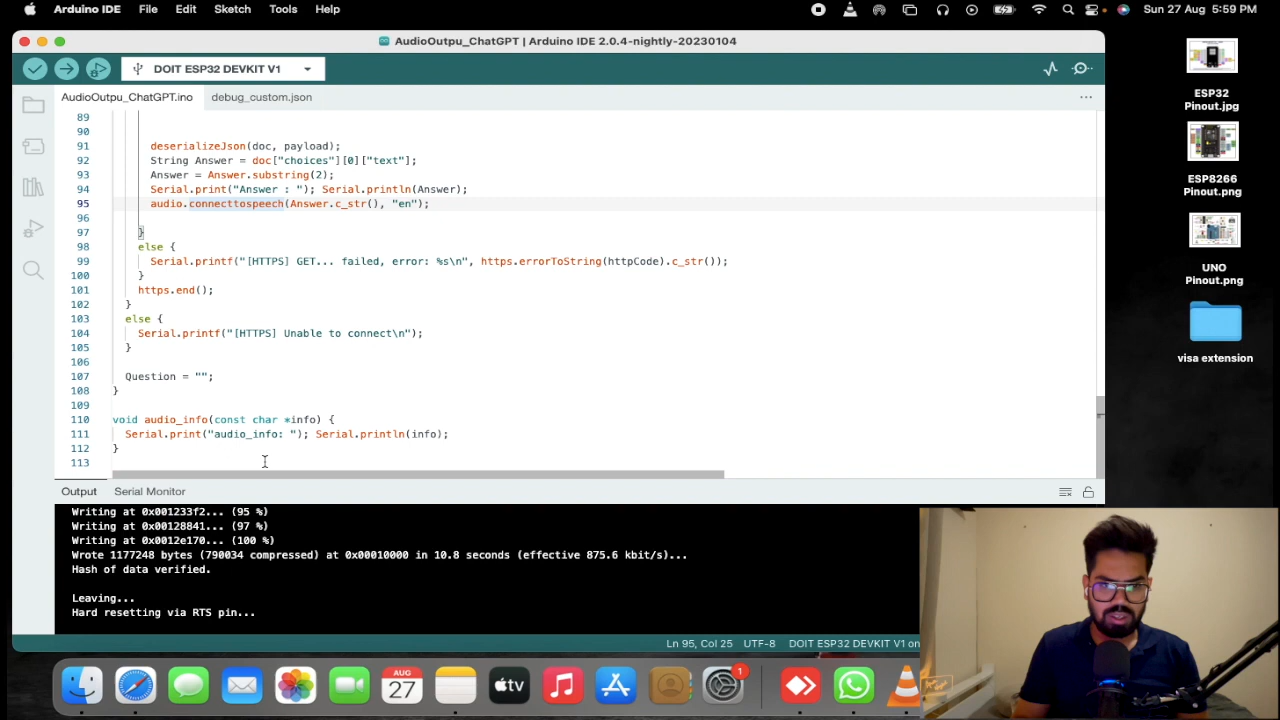 Arduino IDE File Edit Sketch Tools Help
Sun 27 Aug 5:59 PM
AudioOutpu_ChatGPT | Arduino IDE 2.0.4-nightly-20230104
DOIT ESP32 DEVKIT V1
AudioOutpu_ChatGPT.ino debug_custom.json
89
90
91 deserializeJson(doc, payload);
92 String Answer = doc["choices"][0]["text"];
93 Answer = Answer.substring(2);
94 Serial.print("Answer : "); Serial.println(Answer);
95 audio.connecttospeech(Answer.c_str(), "en");
96
97 }
98 else {
99 Serial.printf("[HTTPS] GET... failed, error: %s\n", https.errorToString(httpCode).c_str());
100 }
101 https.end();
102 }
103 else {
104 Serial.printf("[HTTPS] Unable to connect\n");
105 }
106
107 Question = "";
108 }
109
110 void audio_info(const char *info) {
111 Serial.print("audio_info: "); Serial.println(info);
112 }
113
Output Serial Monitor
Writing at 0x001233f2... (95 %)
Writing at 0x00128841... (97 %)
Writing at 0x0012e170... (100 %)
Wrote 1177248 bytes (790034 compressed) at 0x00010000 in 10.8 seconds (effective 875.6 kbit/s)...
Hash of data verified.
Leaving...
Hard resetting via RTS pin...
Ln 95, Col 25 UTF-8 DOIT ESP32 DEVKIT V1 on
ESP32
Pinout.jpg
ESP8266
Pinout.png
UNO
Pinout.png
visa extension
AUG
27
tv
1